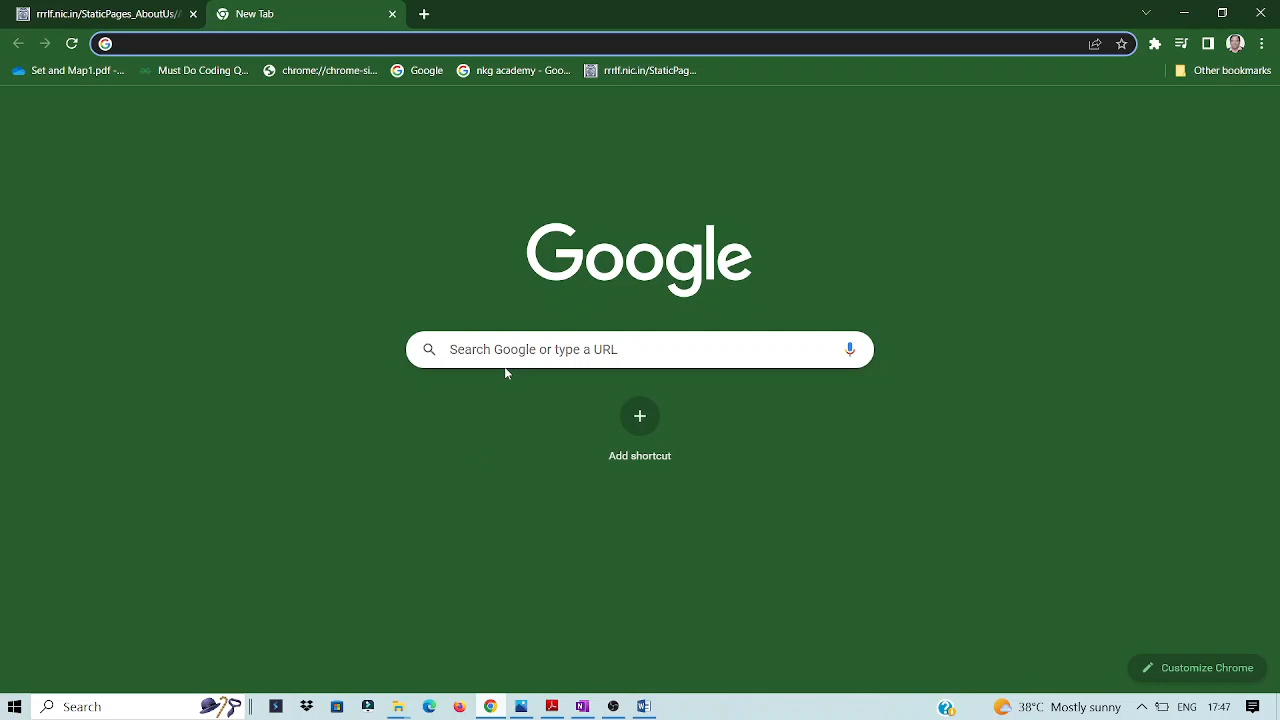 rrrlf.nic.in/StaticPages_AboutUs//
New Tab
Set and Map1.pdf -...
Must Do Coding Q...
chrome://chrome-si...
Google
nkg academy - Goo...
rrrlf.nic.in/StaticPag...
Other bookmarks
Google
Search Google or type a URL
Add shortcut
Customize Chrome
Search
38°C Mostly sunny
ENG
17:47